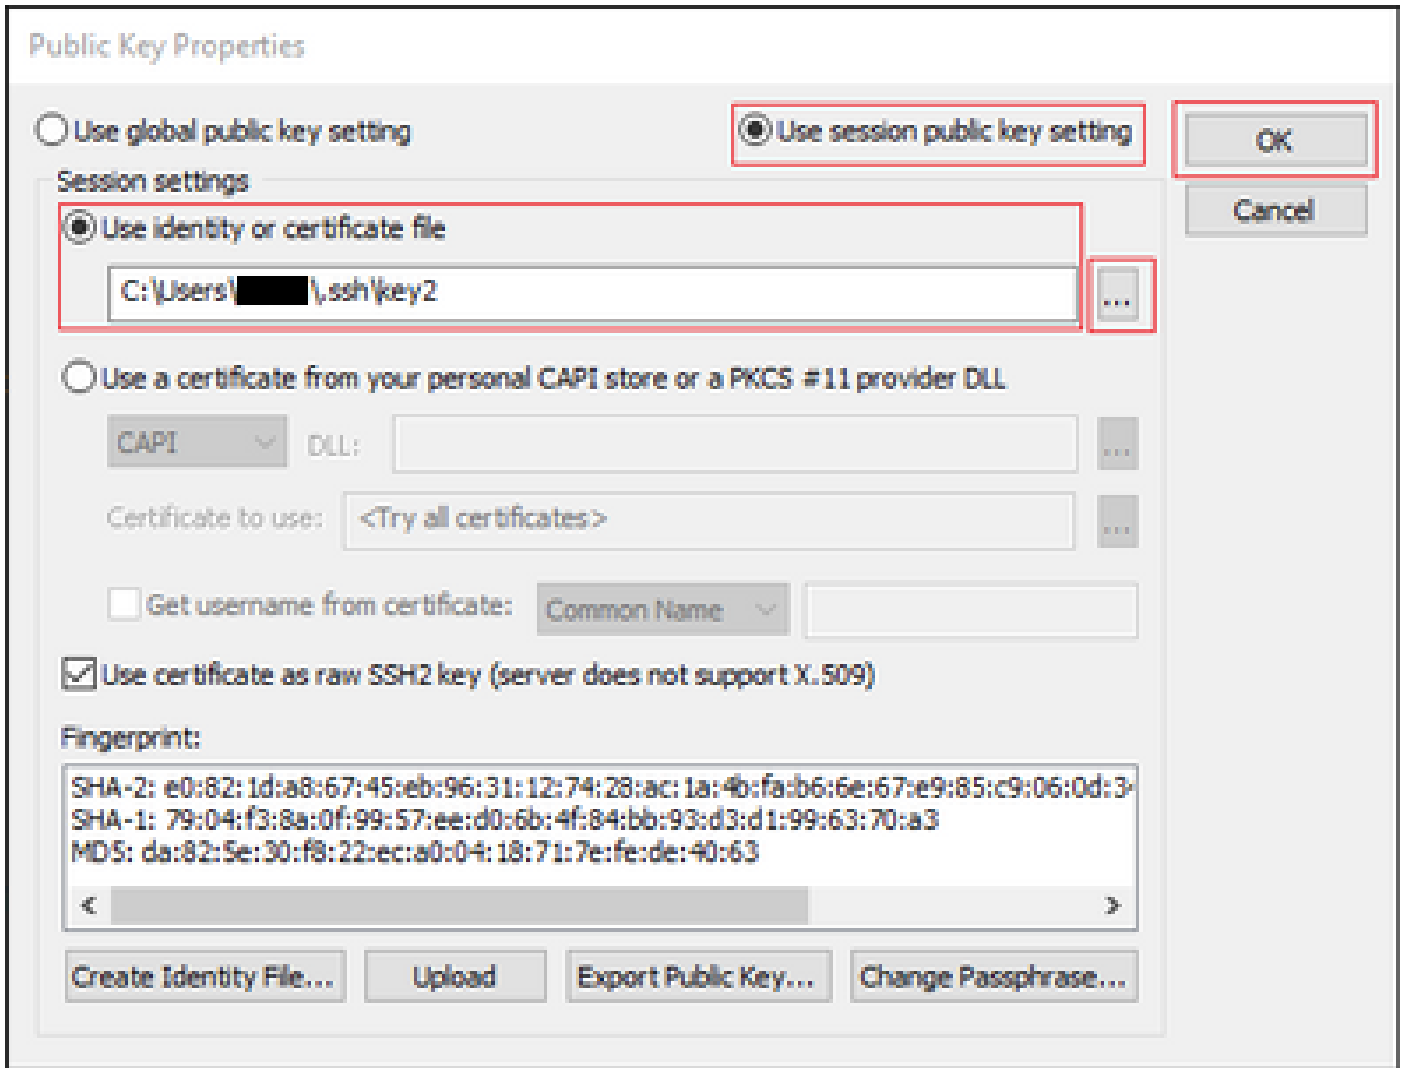 Public Key Properties
Use global public key setting
Use session public key setting
OK
Session settings
Cancel
Use identity or certificate file
C:\Users\ \.ssh\key2
...
Use a certificate from your personal CAPI store or a PKCS #11 provider DLL
CAPI DLL: ...
Certificate to use: <Try all certificates> ...
Get username from certificate: Common Name
Use certificate as raw SSH2 key (server does not support X.509)
Fingerprint:
SHA-2: e0:82:1d:a8:67:45:eb:96:31:12:74:28:ac:1a:4b:fa:b6:6e:67:e9:85:c9:06:0d:3
SHA-1: 79:04:f3:8a:0f:99:57:ee:d0:6b:4f:84:bb:93:d3:d1:99:63:70:a3
MD5: da:82:5e:30:f8:22:ec:a0:04:18:71:7e:fe:de:40:63
Create Identity File... Upload Export Public Key... Change Passphrase...